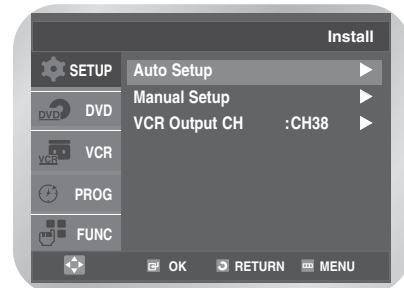 Install
SETUP
Auto Setup
DVD DVD
Manual Setup
VCR Output CH :CH38
VCR VCR
PROG
FUNC
OK RETURN MENU